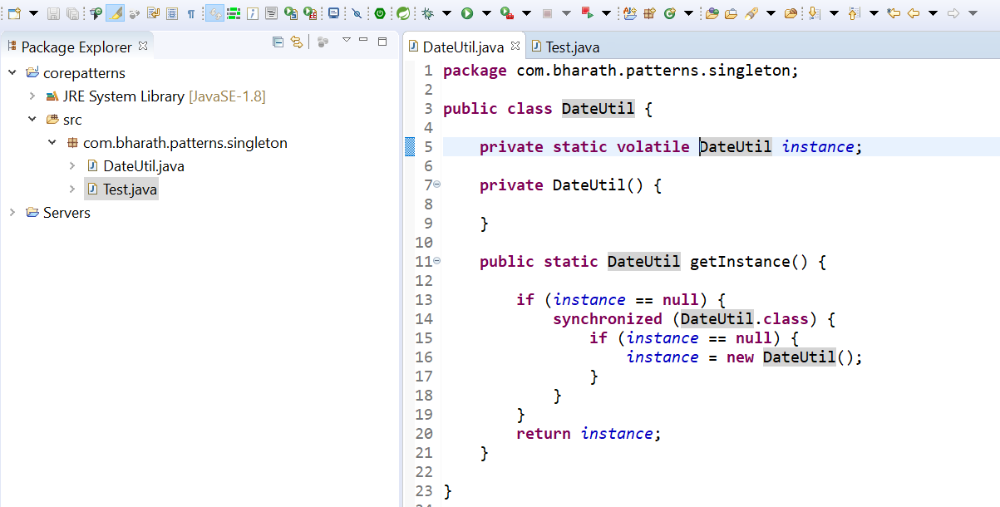 Package Explorer
corepatterns
JRE System Library [JavaSE-1.8]
src
com.bharath.patterns.singleton
DateUtil.java
Test.java
Servers
DateUtil.java
Test.java
1 package com.bharath.patterns.singleton;
2
3 public class DateUtil {
4
5 private static volatile DateUtil instance;
6
7 private DateUtil() {
8
9 }
10
11 public static DateUtil getInstance() {
12
13 if (instance == null) {
14 synchronized (DateUtil.class) {
15 if (instance == null) {
16 instance = new DateUtil();
17 }
18 }
19 }
20 return instance;
21 }
22
23 }